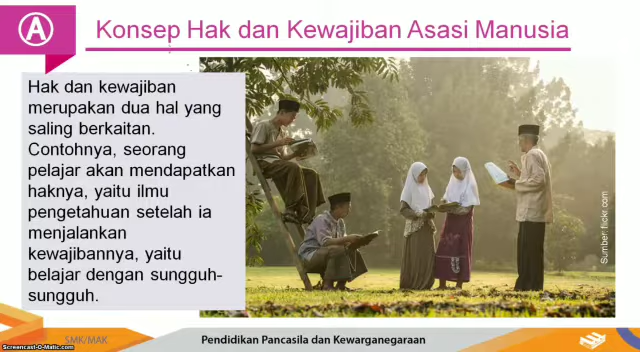 A
Konsep Hak dan Kewajiban Asasi Manusia
Hak dan kewajiban
merupakan dua hal yang
saling berkaitan.
Contohnya, seorang
pelajar akan mendapatkan
haknya, yaitu ilmu
pengetahuan setelah ia
menjalankan
kewajibannya, yaitu
belajar dengan sungguh-
sungguh.
Sumber:flickr.com
SMK/MAK
Pendidikan Pancasila dan Kewarganegaraan
Screencast-O-Matic.com